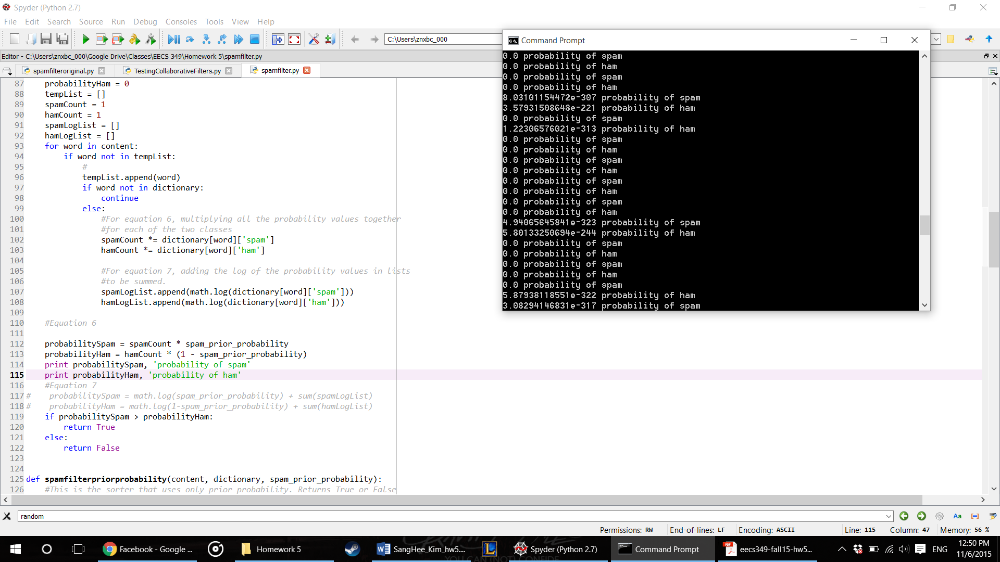 Spyder (Python 2.7)
File Edit Search Source Run Debug Consoles Tools View Help
C:\Users\znxbc_000
Editor - C:\Users\znxbc_000\Google Drive\Classes\EECS 349\Homework 5\spamfilter.py
spamfilteroriginal.py TestingCollaborativeFilters.py spamfilter.py
87 probabilityHam = 0
88 tempList = []
89 spamCount = 1
90 hamCount = 1
91 spamLogList = []
92 hamLogList = []
93 for word in content:
94 if word not in tempList:
95 #
96 tempList.append(word)
97 if word not in dictionary:
98 continue
99 else:
100 #For equation 6, multiplying all the probability values together
101 #for each of the two classes
102 spamCount *= dictionary[word]['spam']
103 hamCount *= dictionary[word]['ham']
104
105 #For equation 7, adding the log of the probability values in lists
106 #to be summed.
107 spamLogList.append(math.log(dictionary[word]['spam']))
108 hamLogList.append(math.log(dictionary[word]['ham']))
109
110 #Equation 6
111
112 probabilitySpam = spamCount * spam_prior_probability
113 probabilityHam = hamCount * (1 - spam_prior_probability)
114 print probabilitySpam, 'probability of spam'
115 print probabilityHam, 'probability of ham'
116 #Equation 7
117 # probabilitySpam = math.log(spam_prior_probability) + sum(spamLogList)
118 # probabilityHam = math.log(1-spam_prior_probability) + sum(hamLogList)
119 if probabilitySpam > probabilityHam:
120 return True
121 else:
122 return False
123
124
125 def spamfilterpriorprobability(content, dictionary, spam_prior_probability):
126 #This is the sorter that uses only prior probability. Returns True or False
Command Prompt
0.0 probability of spam
0.0 probability of ham
0.0 probability of spam
0.0 probability of ham
8.03101154472e-307 probability of spam
3.57931508648e-221 probability of ham
0.0 probability of spam
1.22306576021e-313 probability of ham
0.0 probability of spam
0.0 probability of ham
0.0 probability of spam
0.0 probability of ham
0.0 probability of spam
0.0 probability of ham
0.0 probability of spam
0.0 probability of ham
4.94065645841e-323 probability of spam
5.80133250694e-244 probability of ham
0.0 probability of spam
0.0 probability of ham
0.0 probability of spam
0.0 probability of ham
0.0 probability of spam
5.87938118551e-322 probability of ham
3.08294146831e-317 probability of spam
random
Aa
Permissions: RW End-of-lines: LF Encoding: ASCII Line: 115 Column: 47 Memory: 56 %
Facebook - Google ... Homework 5 SangHee_Kim_hw5.... Spyder (Python 2.7) Command Prompt eecs349-fall15-hw5... ENG 12:50 PM
11/6/2015
YOU CAN (NOT)